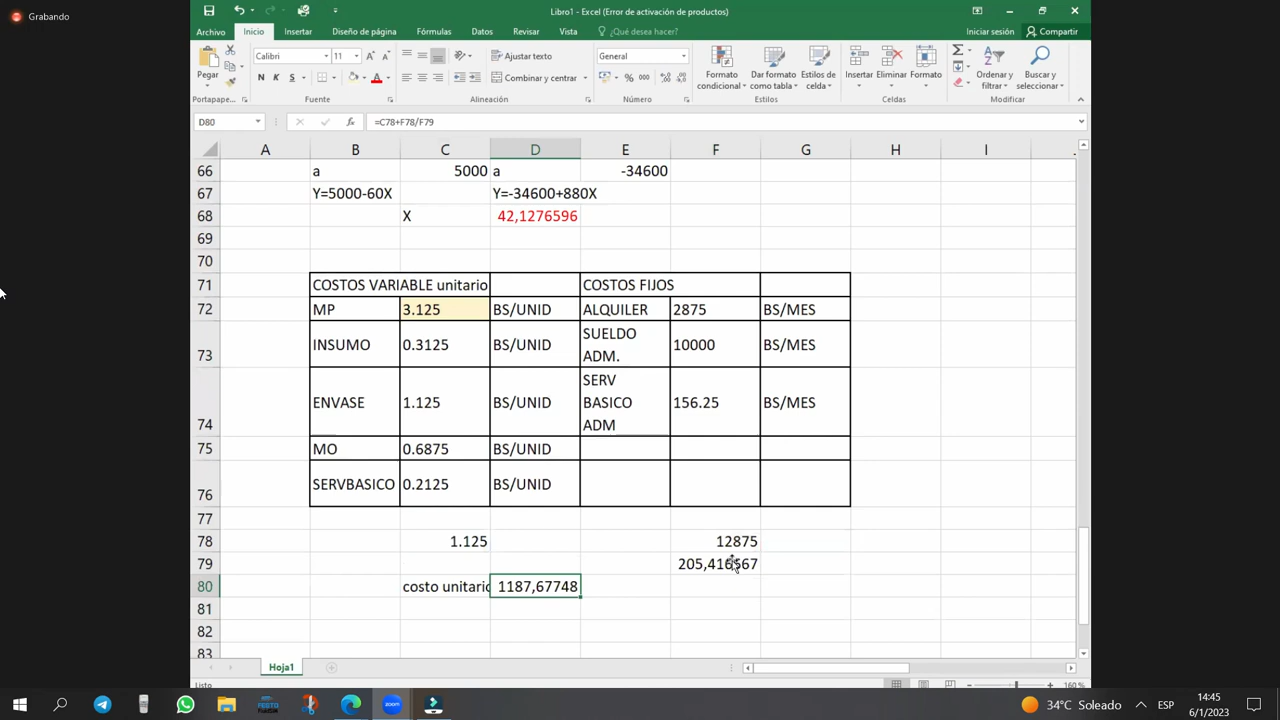 Grabando
Libro1 - Excel (Error de activación de productos)
Archivo Inicio Insertar Diseño de página Fórmulas Datos Revisar Vista ¿Qué desea hacer? Iniciar sesión Compartir
Pegar
Calibri 11
N K S
Ajustar texto
Combinar y centrar
General
% 000
Formato condicional
Dar formato como tabla
Estilos de celda
Insertar Eliminar Formato
Ordenar y filtrar
Buscar y seleccionar
Portapape... Fuente Alineación Número Estilos Celdas Modificar
D80 fx =C78+F78/F79
A B C D E F G H I
66 a 5000 a -34600
67 Y=5000-60X Y=-34600+880X
68 X 42,1276596
69
70
71 COSTOS VARIABLE unitario COSTOS FIJOS
72 MP 3.125 BS/UNID ALQUILER 2875 BS/MES
73 INSUMO 0.3125 BS/UNID SUELDO ADM. 10000 BS/MES
74 ENVASE 1.125 BS/UNID SERV BASICO ADM 156.25 BS/MES
75 MO 0.6875 BS/UNID
76 SERVBASICO 0.2125 BS/UNID
77
78 1.125 12875
79 205,416667
80 costo unitario 1187,67748
81
82
83
Hoja1
Listo 160 %
zoom
34°C Soleado ESP 14:45
6/1/2023